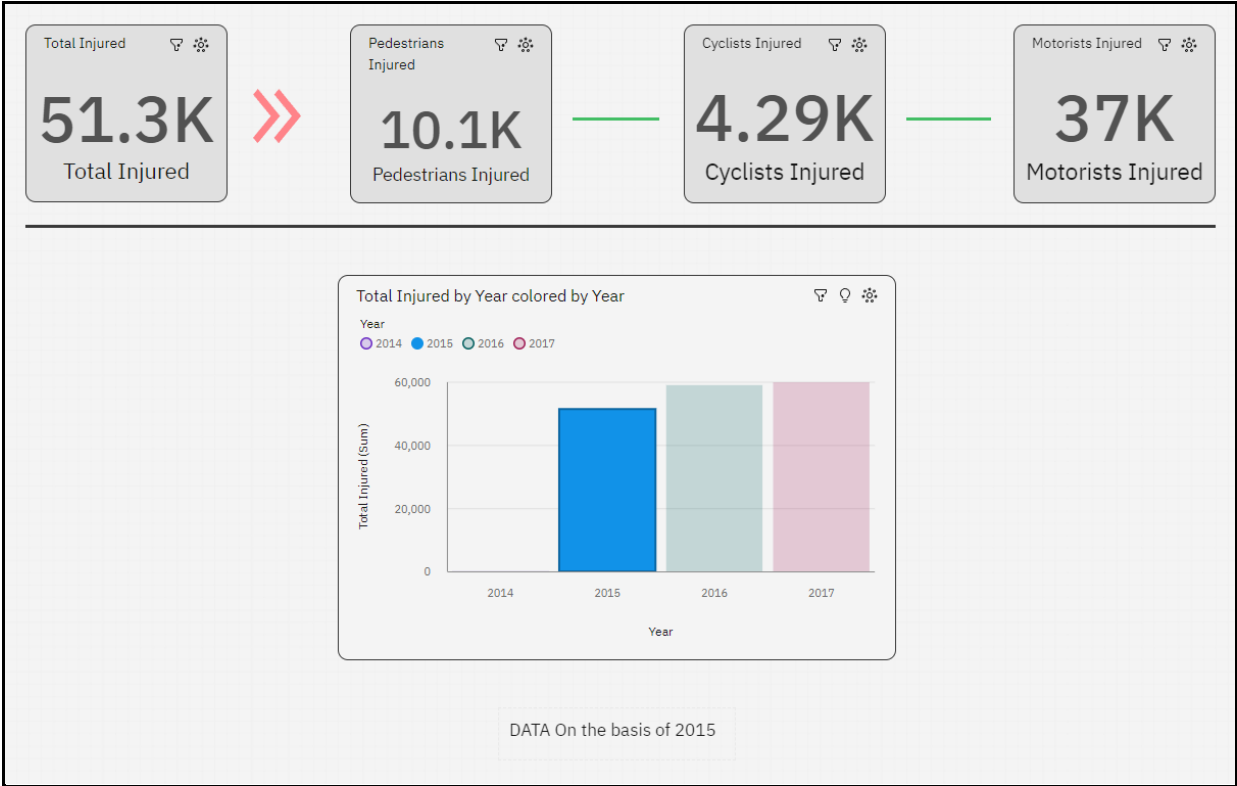 Total Injured
51.3K
Total Injured
Pedestrians
Injured
10.1K
Pedestrians Injured
Cyclists Injured
4.29K
Cyclists Injured
Motorists Injured
37K
Motorists Injured
Total Injured by Year colored by Year
Year
2014 2015 2016 2017
Total Injured (Sum)
60,000
40,000
20,000
0
2014 2015 2016 2017
Year
DATA On the basis of 2015